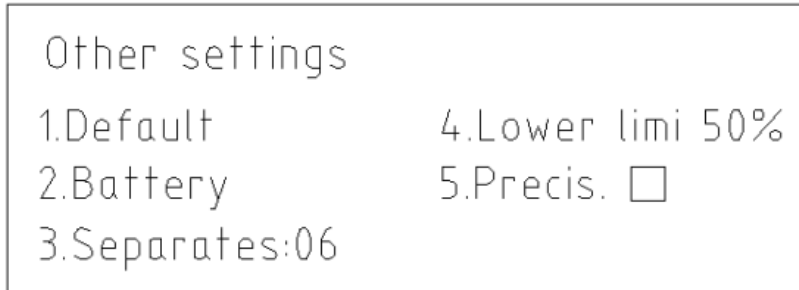 Other settings
1.Default 4.Lower limi 50%
2.Battery 5.Precis. □
3.Separates:06